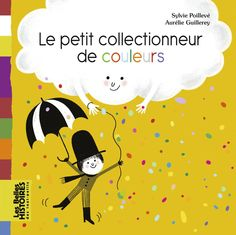 Sylvie Poillevé
Aurélie Guillerey
Le petit collectionneur
de couleurs
Les Belles
HISTOIRES